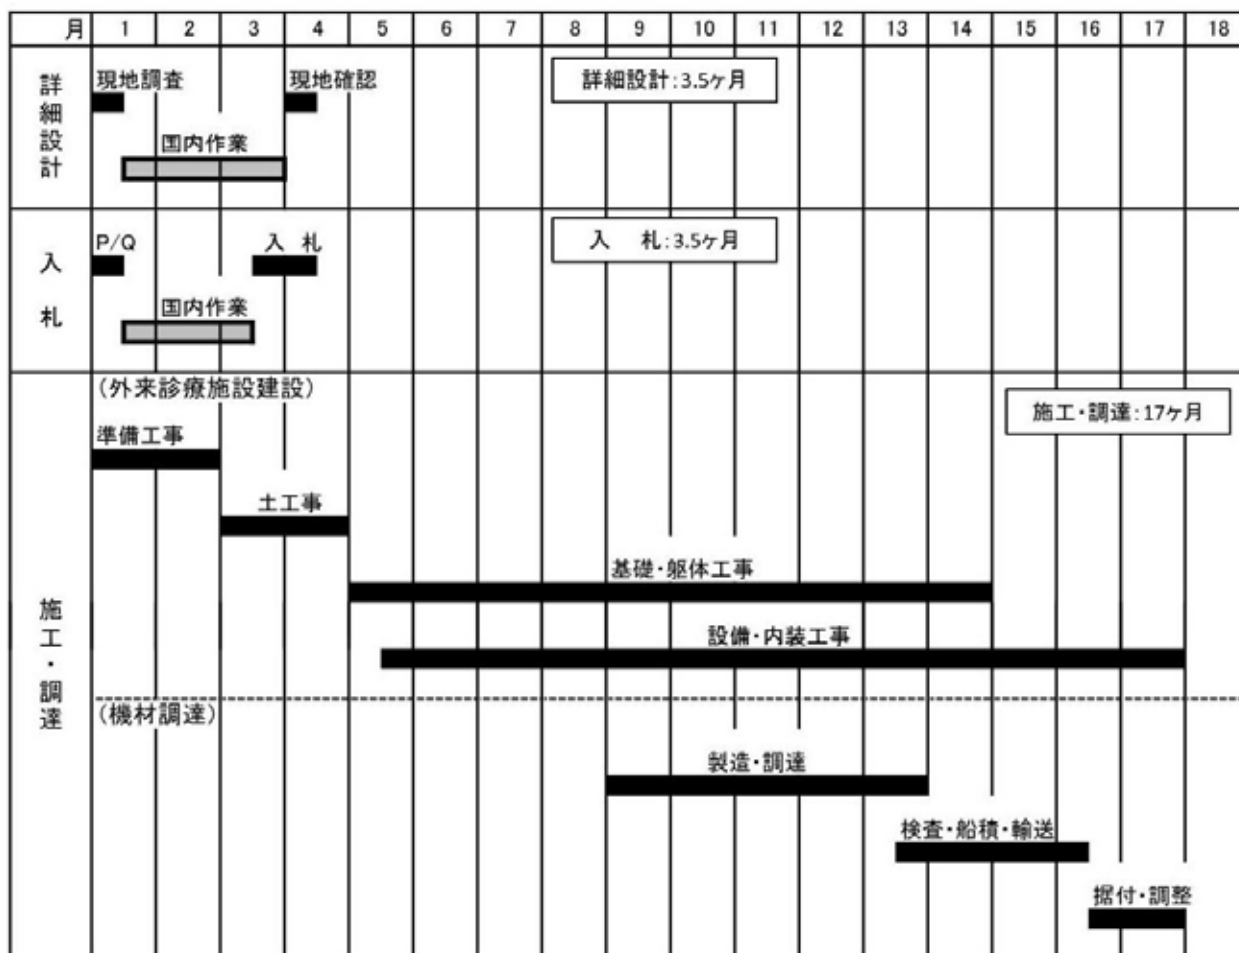 月 1 2 3 4 5 6 7 8 9 10 11 12 13 14 15 16 17 18
詳細設計
現地調査
現地確認
詳細設計:3.5ヶ月
国内作業
入札
P/Q
入 札
入 札:3.5ヶ月
国内作業
施工・調達
(外来診療施設建設)
施工・調達:17ヶ月
準備工事
土工事
基礎・躯体工事
設備・内装工事
(機材調達)
製造・調達
検査・船積・輸送
据付・調整